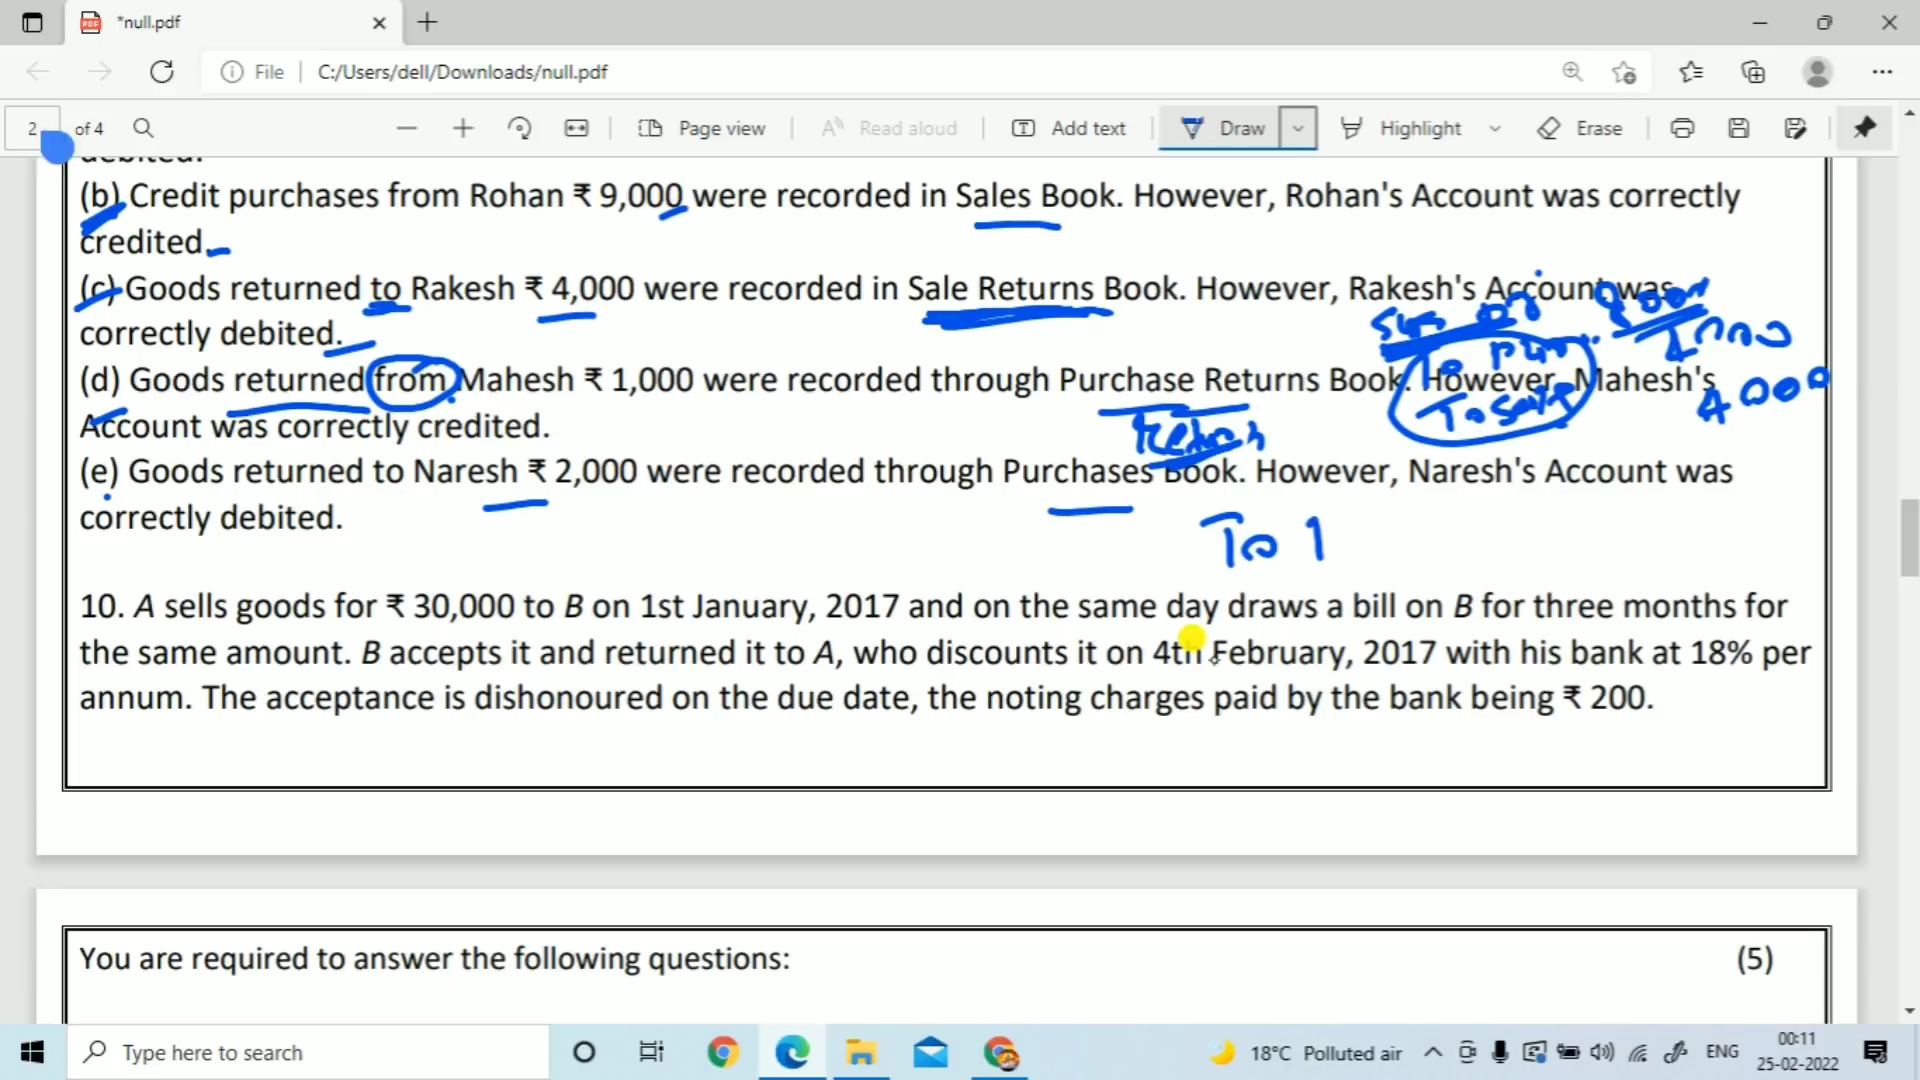 *null.pdf
File
C:/Users/dell/Downloads/null.pdf
2 of 4
Page view
Read aloud
Add text
Draw
Highlight
Erase
debited.
(b) Credit purchases from Rohan ₹ 9,000 were recorded in Sales Book. However, Rohan's Account was correctly
credited.
(c) Goods returned to Rakesh ₹ 4,000 were recorded in Sale Returns Book. However, Rakesh's Account was
correctly debited.
(d) Goods returned from Mahesh ₹ 1,000 were recorded through Purchase Returns Book. However, Mahesh's
4000
Account was correctly credited.
Return
(e) Goods returned to Naresh ₹ 2,000 were recorded through Purchases Book. However, Naresh's Account was
correctly debited.
To 1
10. A sells goods for ₹ 30,000 to B on 1st January, 2017 and on the same day draws a bill on B for three months for
the same amount. B accepts it and returned it to A, who discounts it on 4th February, 2017 with his bank at 18% per
annum. The acceptance is dishonoured on the due date, the noting charges paid by the bank being ₹ 200.
You are required to answer the following questions: (5)
Type here to search
18°C Polluted air
ENG
00:11
25-02-2022